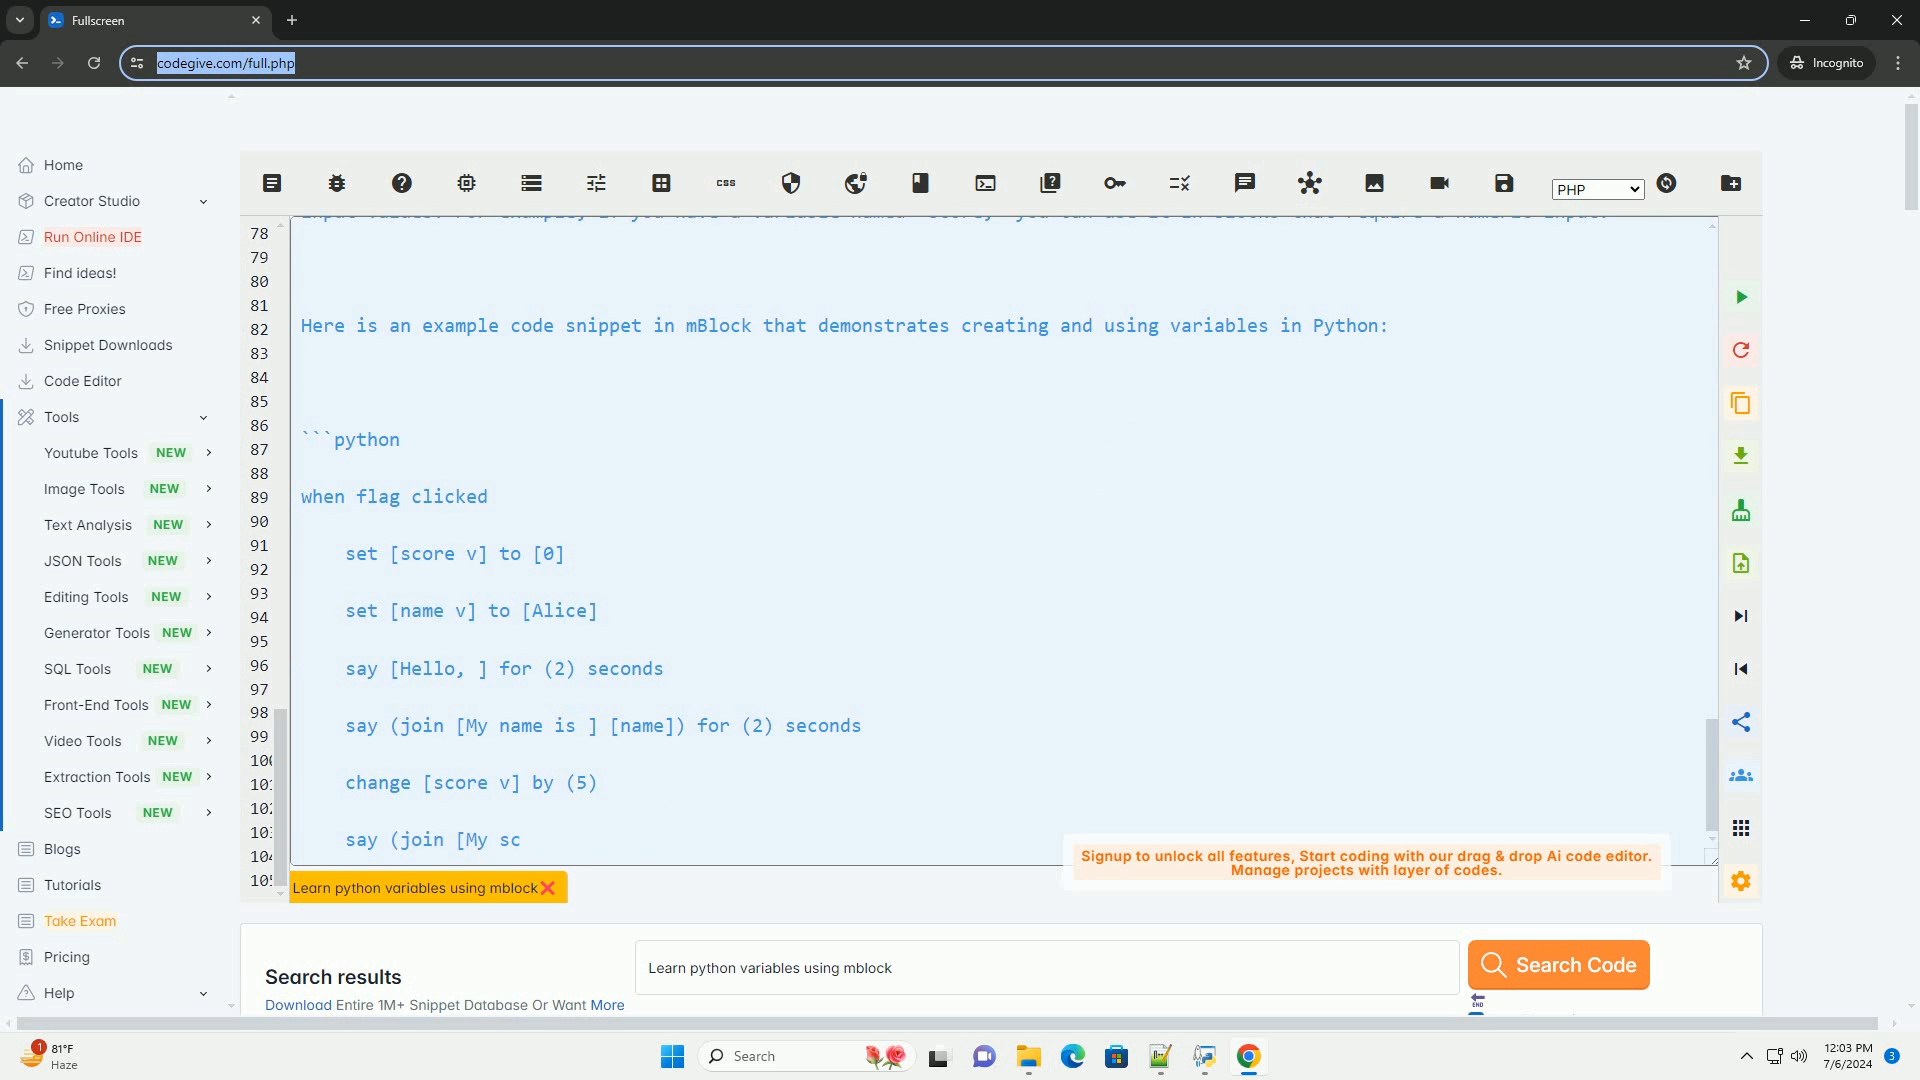 Fullscreen
codegive.com/full.php
Incognito
Home
Creator Studio
Run Online IDE
Find ideas!
Free Proxies
Snippet Downloads
Code Editor
Tools
Youtube Tools NEW
Image Tools NEW
Text Analysis NEW
JSON Tools NEW
Editing Tools NEW
Generator Tools NEW
SQL Tools NEW
Front-End Tools NEW
Video Tools NEW
Extraction Tools NEW
SEO Tools NEW
Blogs
Tutorials
Take Exam
Pricing
Help
css
PHP
78
79
80
81
82
83
84
85
86
87
88
89
90
91
92
93
94
95
96
97
98
99
Here is an example code snippet in mBlock that demonstrates creating and using variables in Python:
```python
when flag clicked
set [score v] to [0]
set [name v] to [Alice]
say [Hello, ] for (2) seconds
say (join [My name is ] [name]) for (2) seconds
change [score v] by (5)
say (join [My sc
Signup to unlock all features, Start coding with our drag & drop Ai code editor.
Manage projects with layer of codes.
Learn python variables using mblock
Search results
Download Entire 1M+ Snippet Database Or Want More
Learn python variables using mblock
Search Code
END
1
81°F
Haze
Search
12:03 PM
7/6/2024
3